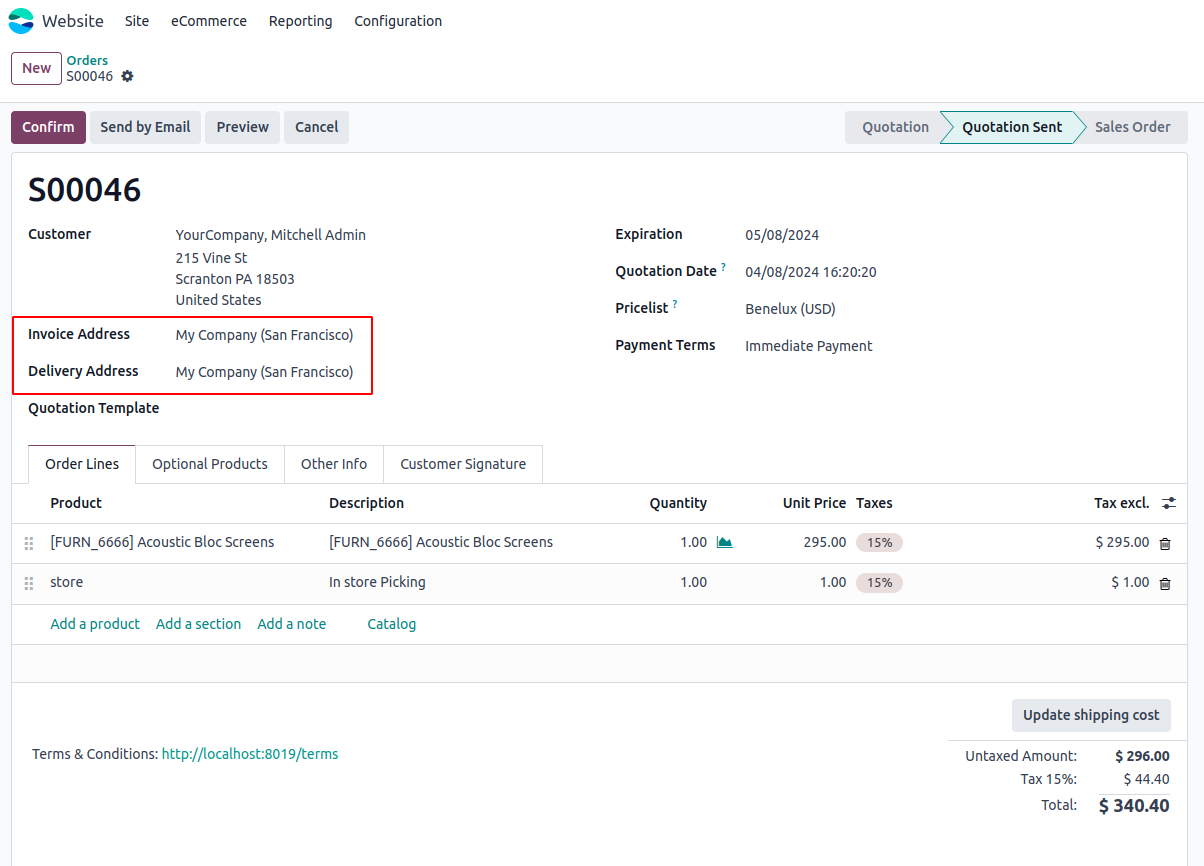 Website Site eCommerce Reporting Configuration
New
Orders
S00046
Confirm Send by Email Preview Cancel Quotation Quotation Sent Sales Order
S00046
Customer YourCompany, Mitchell Admin
215 Vine St
Scranton PA 18503
United States
Invoice Address My Company (San Francisco)
Delivery Address My Company (San Francisco)
Quotation Template
Expiration 05/08/2024
Quotation Date ? 04/08/2024 16:20:20
Pricelist ? Benelux (USD)
Payment Terms Immediate Payment
Order Lines Optional Products Other Info Customer Signature
Product Description Quantity Unit Price Taxes Tax excl.
[FURN_6666] Acoustic Bloc Screens [FURN_6666] Acoustic Bloc Screens 1.00 295.00 15% $ 295.00
store In store Picking 1.00 1.00 15% $ 1.00
Add a product Add a section Add a note Catalog
Update shipping cost
Terms & Conditions: http://localhost:8019/terms
Untaxed Amount: $ 296.00
Tax 15%: $ 44.40
Total: $ 340.40